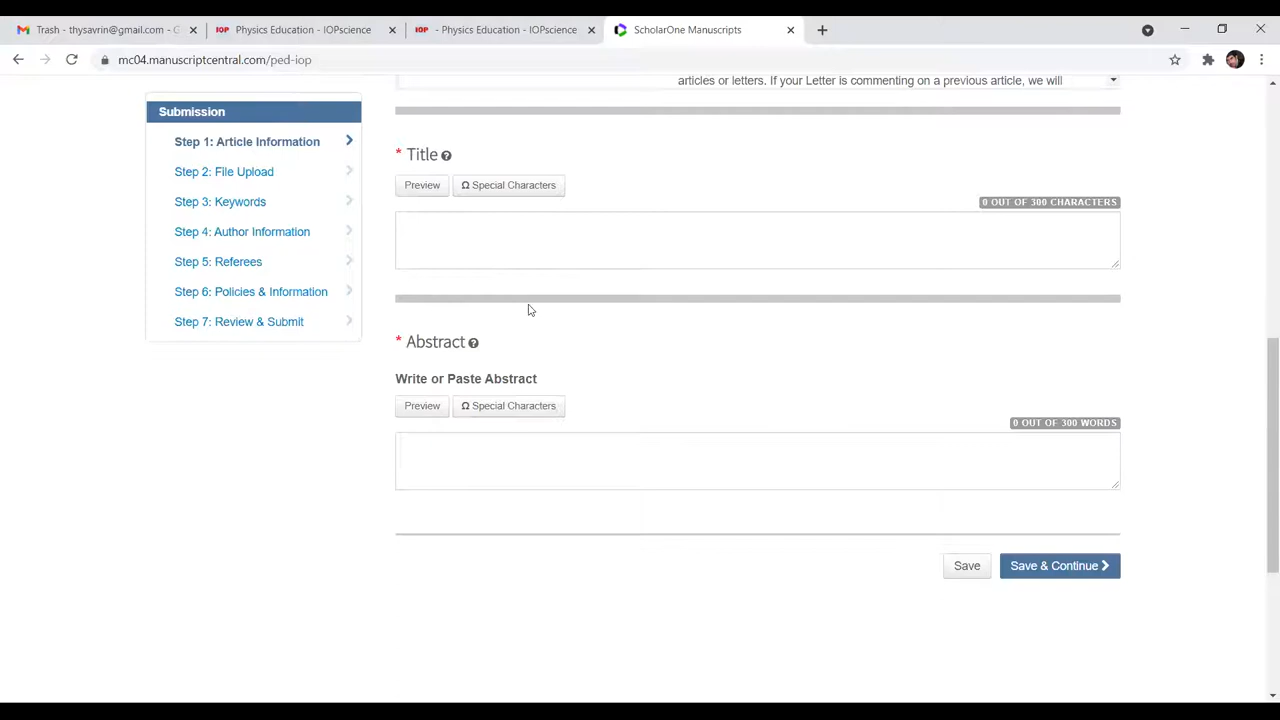 Trash - thysavrin@gmail.com - G
IOP Physics Education - IOPscience
IOP - Physics Education - IOPscience
ScholarOne Manuscripts
mc04.manuscriptcentral.com/ped-iop
articles or letters. If your Letter is commenting on a previous article, we will
Submission
Step 1: Article Information
Step 2: File Upload
Step 3: Keywords
Step 4: Author Information
Step 5: Referees
Step 6: Policies & Information
Step 7: Review & Submit
* Title
Preview
Ω Special Characters
0 OUT OF 300 CHARACTERS
* Abstract
Write or Paste Abstract
Preview
Ω Special Characters
0 OUT OF 300 WORDS
Save
Save & Continue